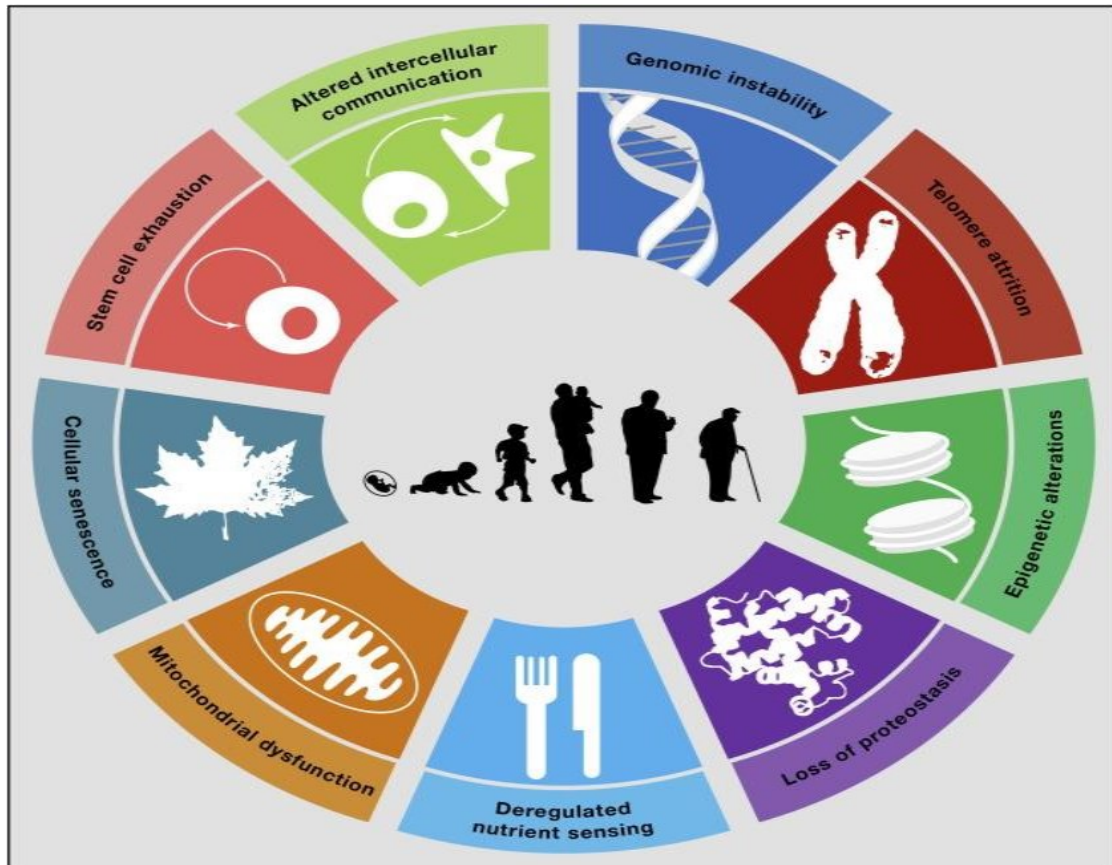 Altered intercellular
communication
Genomic instability
Telomere attrition
Epigenetic alterations
Loss of proteostasis
Deregulated
nutrient sensing
Mitochondrial dysfunction
Cellular senescence
Stem cell exhaustion